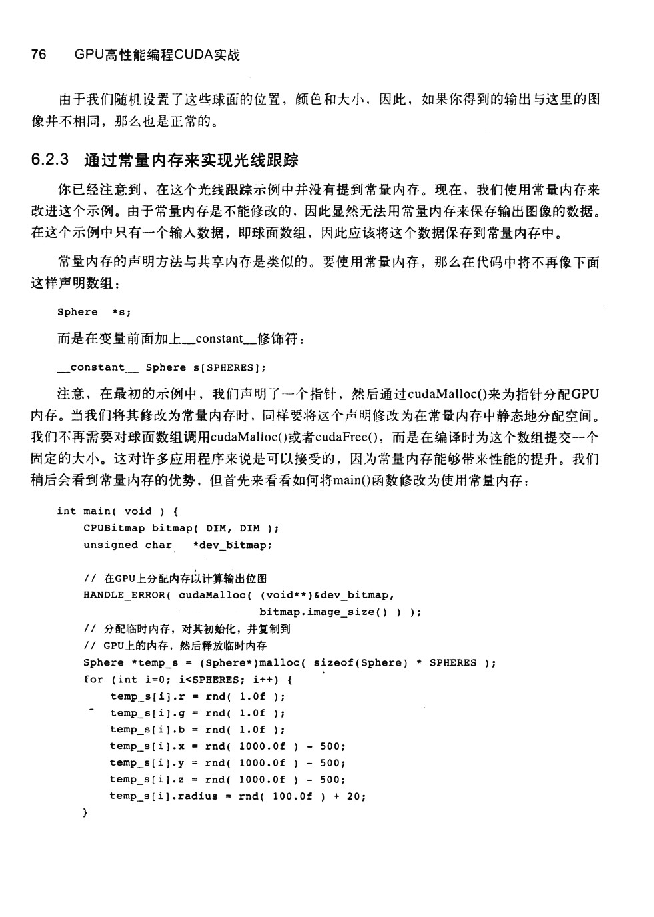 76 GPU高性能编程CUDA实战
由于我们随机设置了这些球面的位置，颜色和大小，因此，如果你得到的输出与这里的图
像并不相同，那么也是正常的。
6.2.3 通过常量内存来实现光线跟踪
你已经注意到，在这个光线跟踪示例中并没有提到常量内存。现在，我们使用常量内存来
改进这个示例。由于常量内存是不能修改的，因此显然无法用常量内存来保存输出图像的数据。
在这个示例中只有一个输入数据，即球面数组，因此应该将这个数据保存到常量内存中。
常量内存的声明方法与共享内存是类似的。要使用常量内存，那么在代码中将不再像下面
这样声明数组：
Sphere *s;
而是在变量前面加上__constant__修饰符：
__constant__ Sphere s[SPHERES];
注意，在最初的示例中，我们声明了一个指针，然后通过cudaMalloc()来为指针分配GPU
内存。当我们将其修改为常量内存时，同样要将这个声明修改为在常量内存中静态地分配空间。
我们不再需要对球面数组调用cudaMalloc()或者cudaFree()，而是在编译时为这个数组提交一个
固定的大小。这对许多应用程序来说是可以接受的，因为常量内存能够带来性能的提升。我们
稍后会看到常量内存的优势，但首先来看看如何将main()函数修改为使用常量内存：
int main( void ) {
CPUBitmap bitmap( DIM, DIM );
unsigned char *dev_bitmap;
// 在GPU上分配内存以计算输出位图
HANDLE_ERROR( cudaMalloc( (void**)&dev_bitmap,
bitmap.image_size() ) );
// 分配临时内存，对其初始化，并复制到
// GPU上的内存，然后释放临时内存
Sphere *temp_s = (Sphere*)malloc( sizeof(Sphere) * SPHERES );
for (int i=0; i<SPHERES; i++) {
temp_s[i].r = rnd( 1.0f );
temp_s[i].g = rnd( 1.0f );
temp_s[i].b = rnd( 1.0f );
temp_s[i].x = rnd( 1000.0f ) - 500;
temp_s[i].y = rnd( 1000.0f ) - 500;
temp_s[i].z = rnd( 1000.0f ) - 500;
temp_s[i].radius = rnd( 100.0f ) + 20;
}